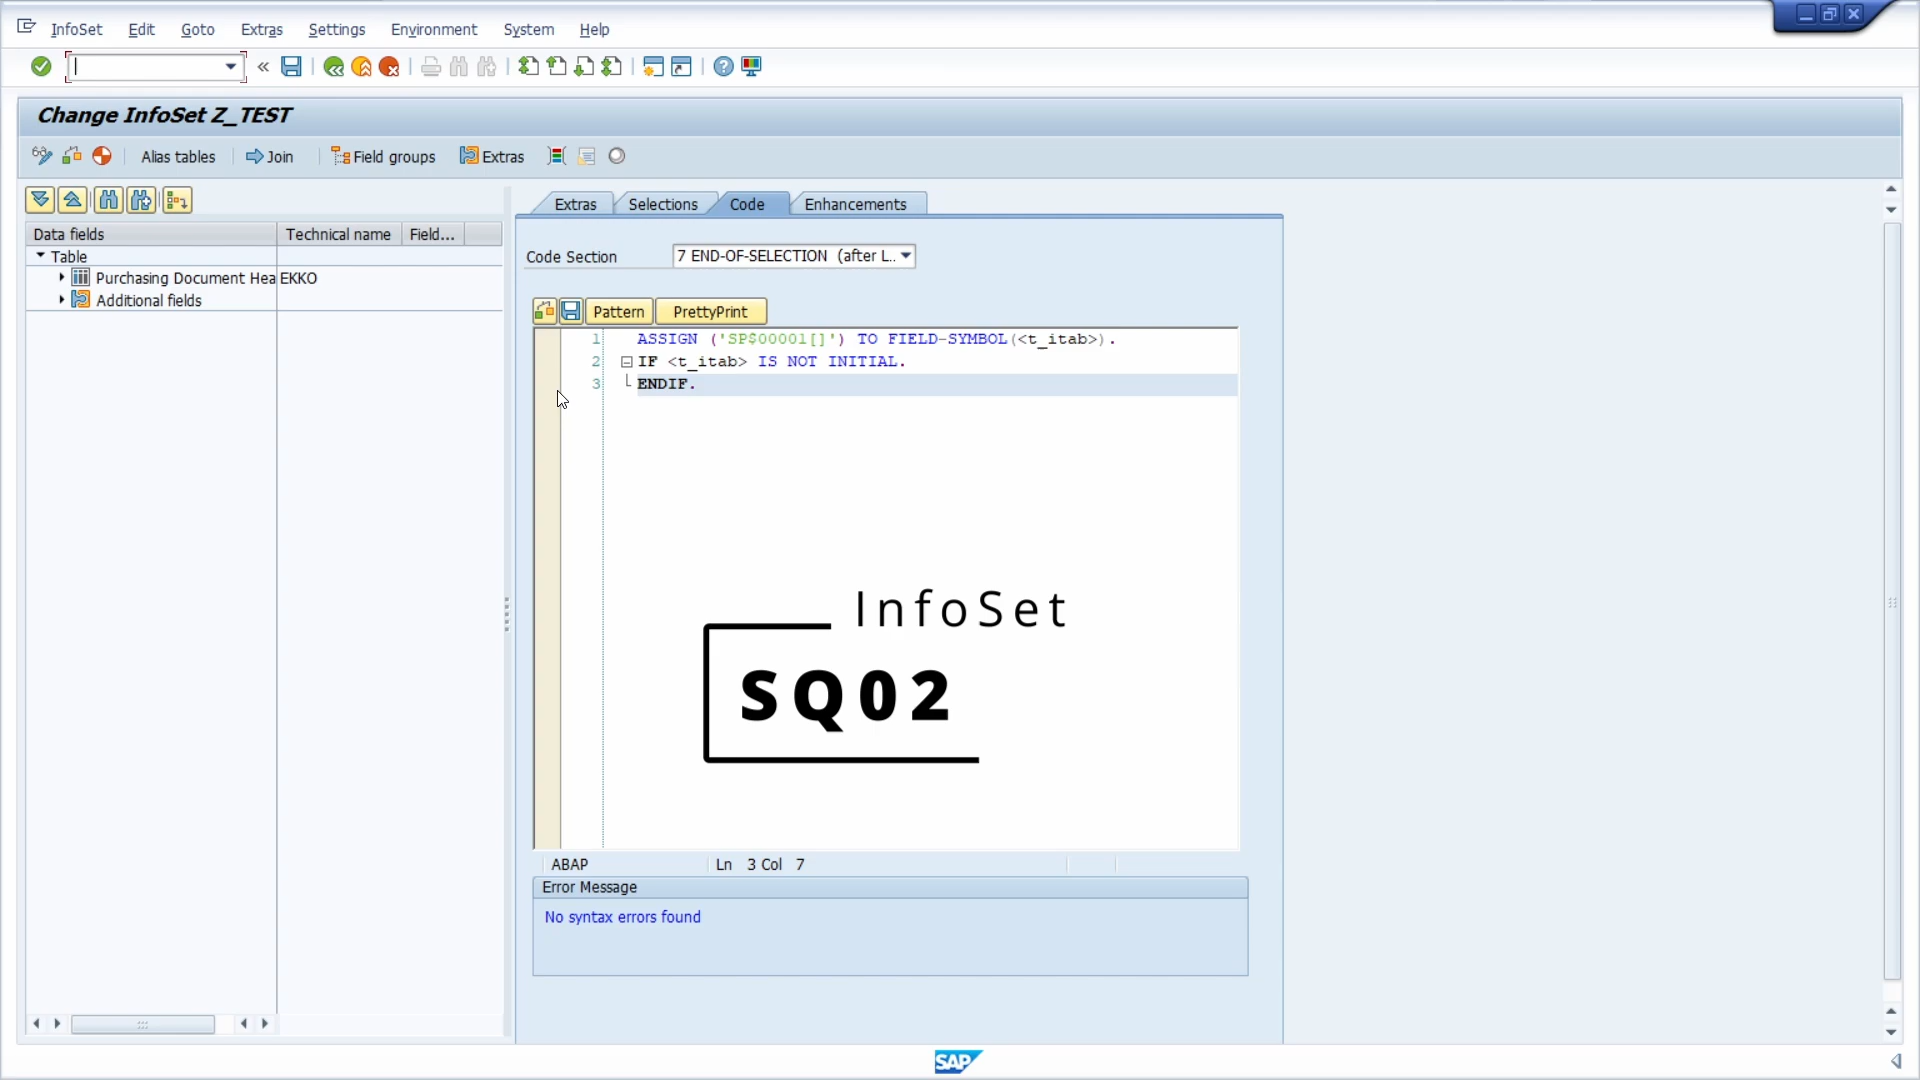 InfoSet Edit Goto Extras Settings Environment System Help
Change InfoSet Z_TEST
Alias tables Join Field groups Extras
Extras Selections Code Enhancements
Data fields Technical name Field...
Table
Purchasing Document Hea EKKO
Additional fields
Code Section 7 END-OF-SELECTION (after L..
Pattern PrettyPrint
1 ASSIGN ('SP$00001[]') TO FIELD-SYMBOL(<t_itab>).
2 IF <t_itab> IS NOT INITIAL.
3 ENDIF.
InfoSet
SQ02
ABAP Ln 3 Col 7
Error Message
No syntax errors found
SAP